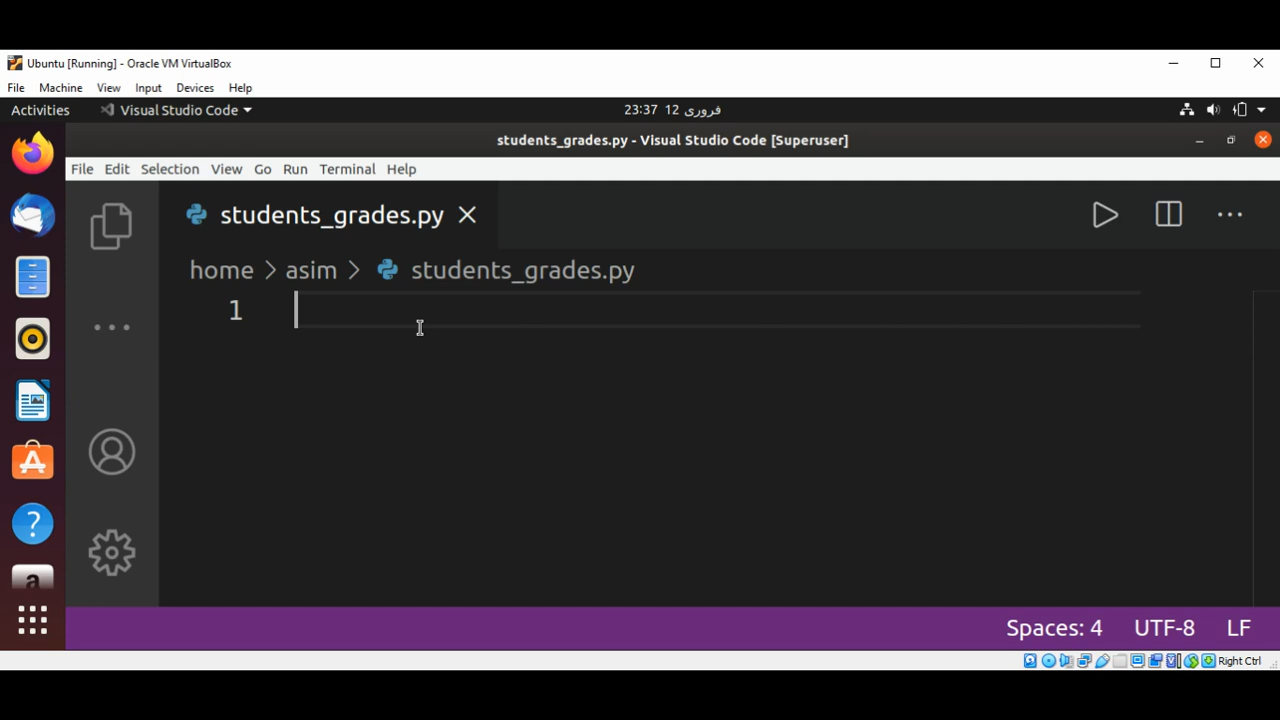 Ubuntu [Running] - Oracle VM VirtualBox
File Machine View Input Devices Help
Activities Visual Studio Code 23:37 12 فروری
students_grades.py - Visual Studio Code [Superuser]
File Edit Selection View Go Run Terminal Help
students_grades.py
home > asim > students_grades.py
1
Spaces: 4 UTF-8 LF
Right Ctrl